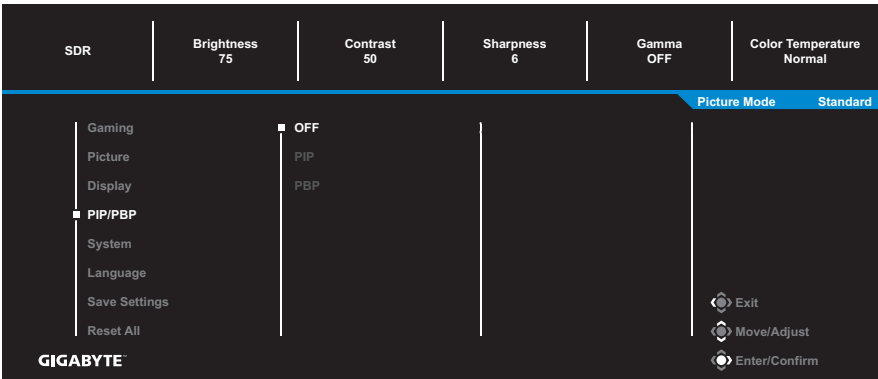 SDR
Brightness
75
Contrast
50
Sharpness
6
Gamma
OFF
Color Temperature
Normal
Picture Mode Standard
Gaming
Picture
Display
PIP/PBP
System
Language
Save Settings
Reset All
OFF
PIP
PBP
Exit
Move/Adjust
Enter/Confirm
GIGABYTE™